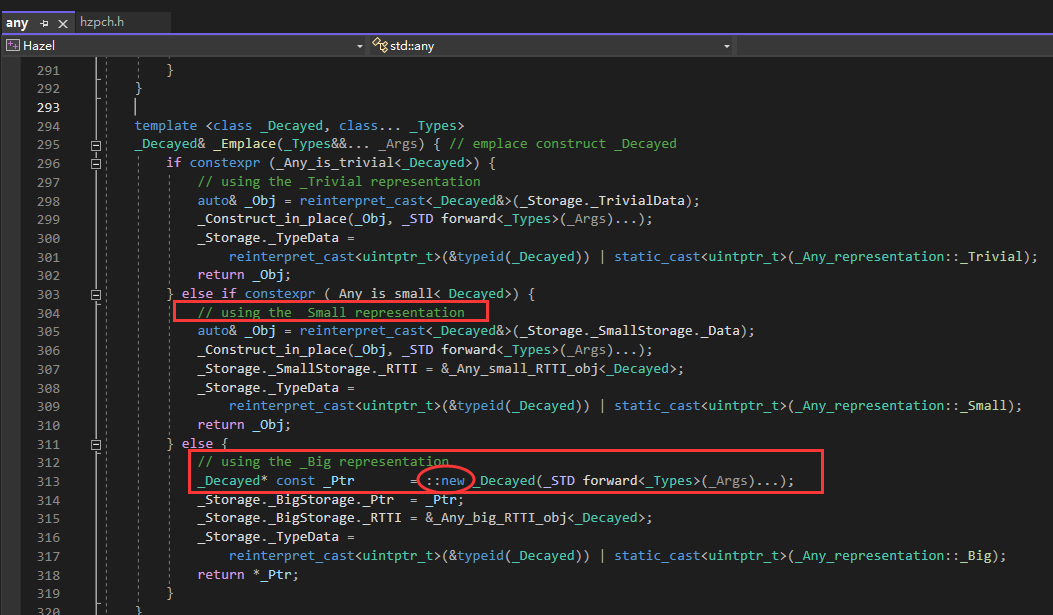 any
hzpch.h
Hazel
std::any
291 }
292 }
293
294 template <class _Decayed, class... _Types>
295 _Decayed& _Emplace(_Types&&... _Args) { // emplace construct _Decayed
296 if constexpr (_Any_is_trivial<_Decayed>) {
297 // using the _Trivial representation
298 auto& _Obj = reinterpret_cast<_Decayed&>(_Storage._TrivialData);
299 _Construct_in_place(_Obj, _STD forward<_Types>(_Args)...);
300 _Storage._TypeData =
301 reinterpret_cast<uintptr_t>(&typeid(_Decayed)) | static_cast<uintptr_t>(_Any_representation::_Trivial);
302 return _Obj;
303 } else if constexpr (_Any_is_small<_Decayed>) {
304 // using the _Small representation
305 auto& _Obj = reinterpret_cast<_Decayed&>(_Storage._SmallStorage._Data);
306 _Construct_in_place(_Obj, _STD forward<_Types>(_Args)...);
307 _Storage._SmallStorage._RTTI = &_Any_small_RTTI_obj<_Decayed>;
308 _Storage._TypeData =
309 reinterpret_cast<uintptr_t>(&typeid(_Decayed)) | static_cast<uintptr_t>(_Any_representation::_Small);
310 return _Obj;
311 } else {
312 // using the _Big representation
313 _Decayed* const _Ptr = ::new _Decayed(_STD forward<_Types>(_Args)...);
314 _Storage._BigStorage._Ptr = _Ptr;
315 _Storage._BigStorage._RTTI = &_Any_big_RTTI_obj<_Decayed>;
316 _Storage._TypeData =
317 reinterpret_cast<uintptr_t>(&typeid(_Decayed)) | static_cast<uintptr_t>(_Any_representation::_Big);
318 return *_Ptr;
319 }
320 }